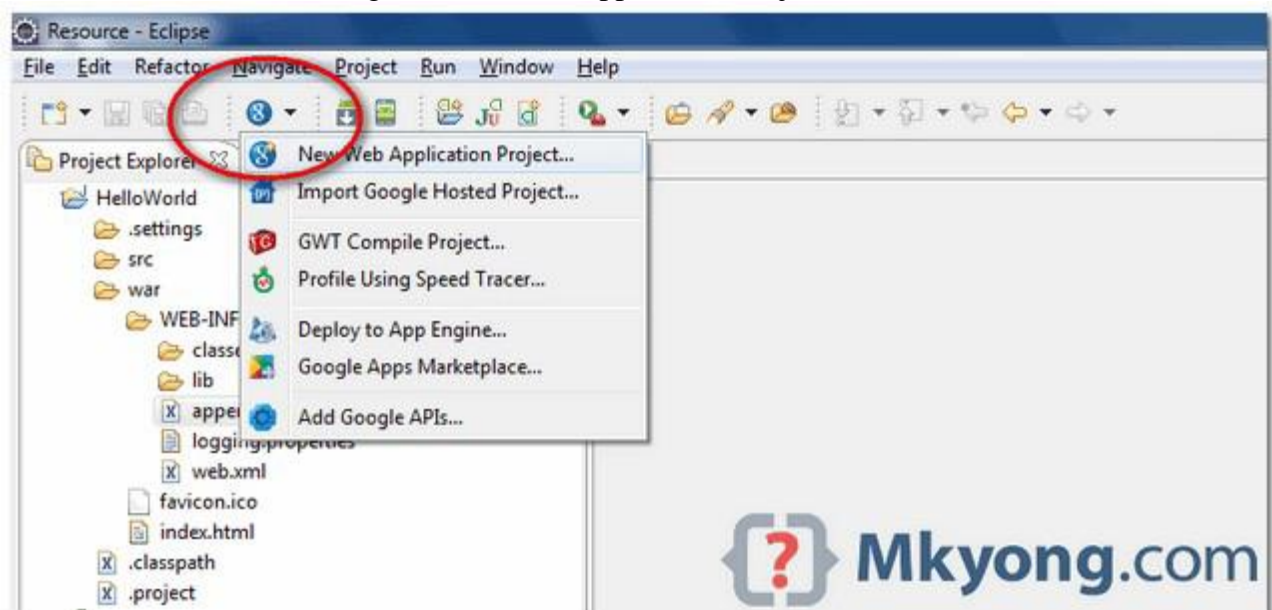 Resource - Eclipse
File Edit Refactor Navigate Project Run Window Help
Project Explorer
New Web Application Project...
HelloWorld
Import Google Hosted Project...
.settings
src
GWT Compile Project...
war
Profile Using Speed Tracer...
WEB-INF
Deploy to App Engine...
classe
lib
Google Apps Marketplace...
appe
Add Google APIs...
logging.properties
web.xml
favicon.ico
index.html
.classpath
.project
{?} Mkyong.com